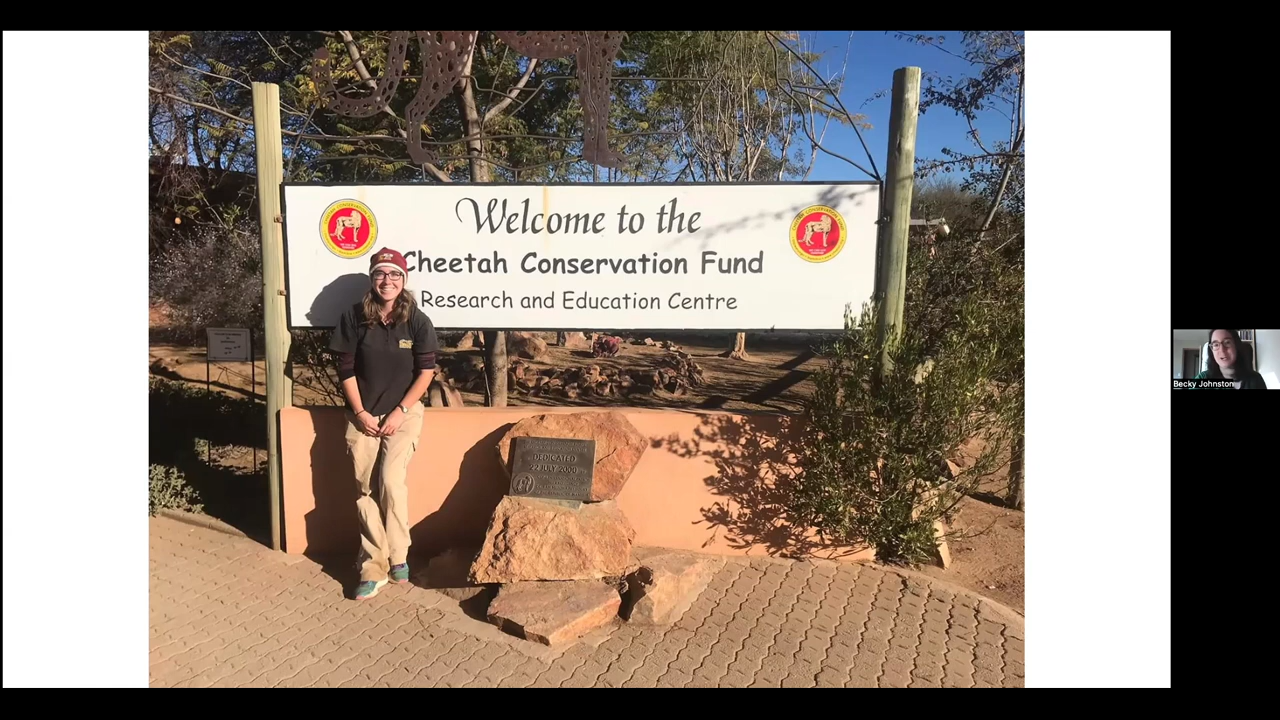 Welcome to the
Cheetah Conservation Fund
Research and Education Centre
DEDICATED
22 JULY 2000
Becky Johnston